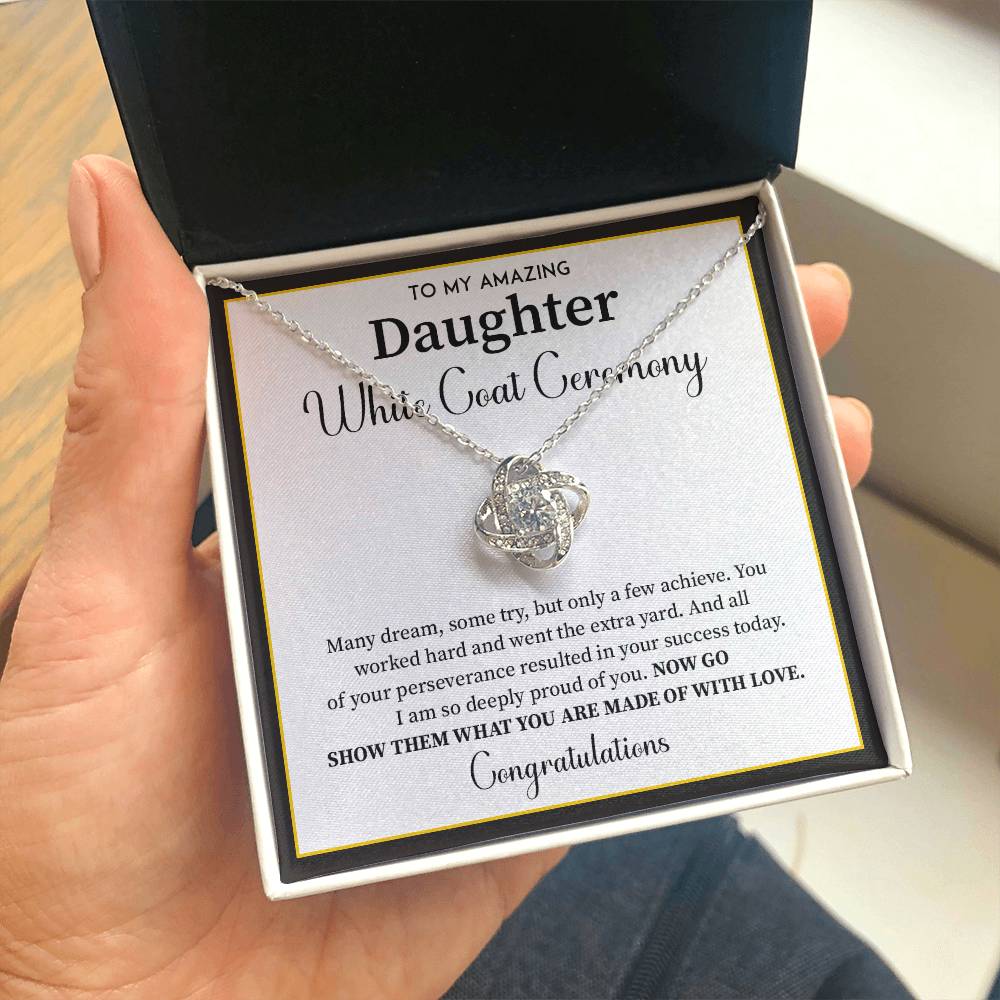 TO MY AMAZING
Daughter
White Coat Ceremony
Many dream, some try, but only a few achieve. You
worked hard and went the extra yard. And all
of your perseverance resulted in your success today.
I am so deeply proud of you. NOW GO
SHOW THEM WHAT YOU ARE MADE OF WITH LOVE.
Congratulations